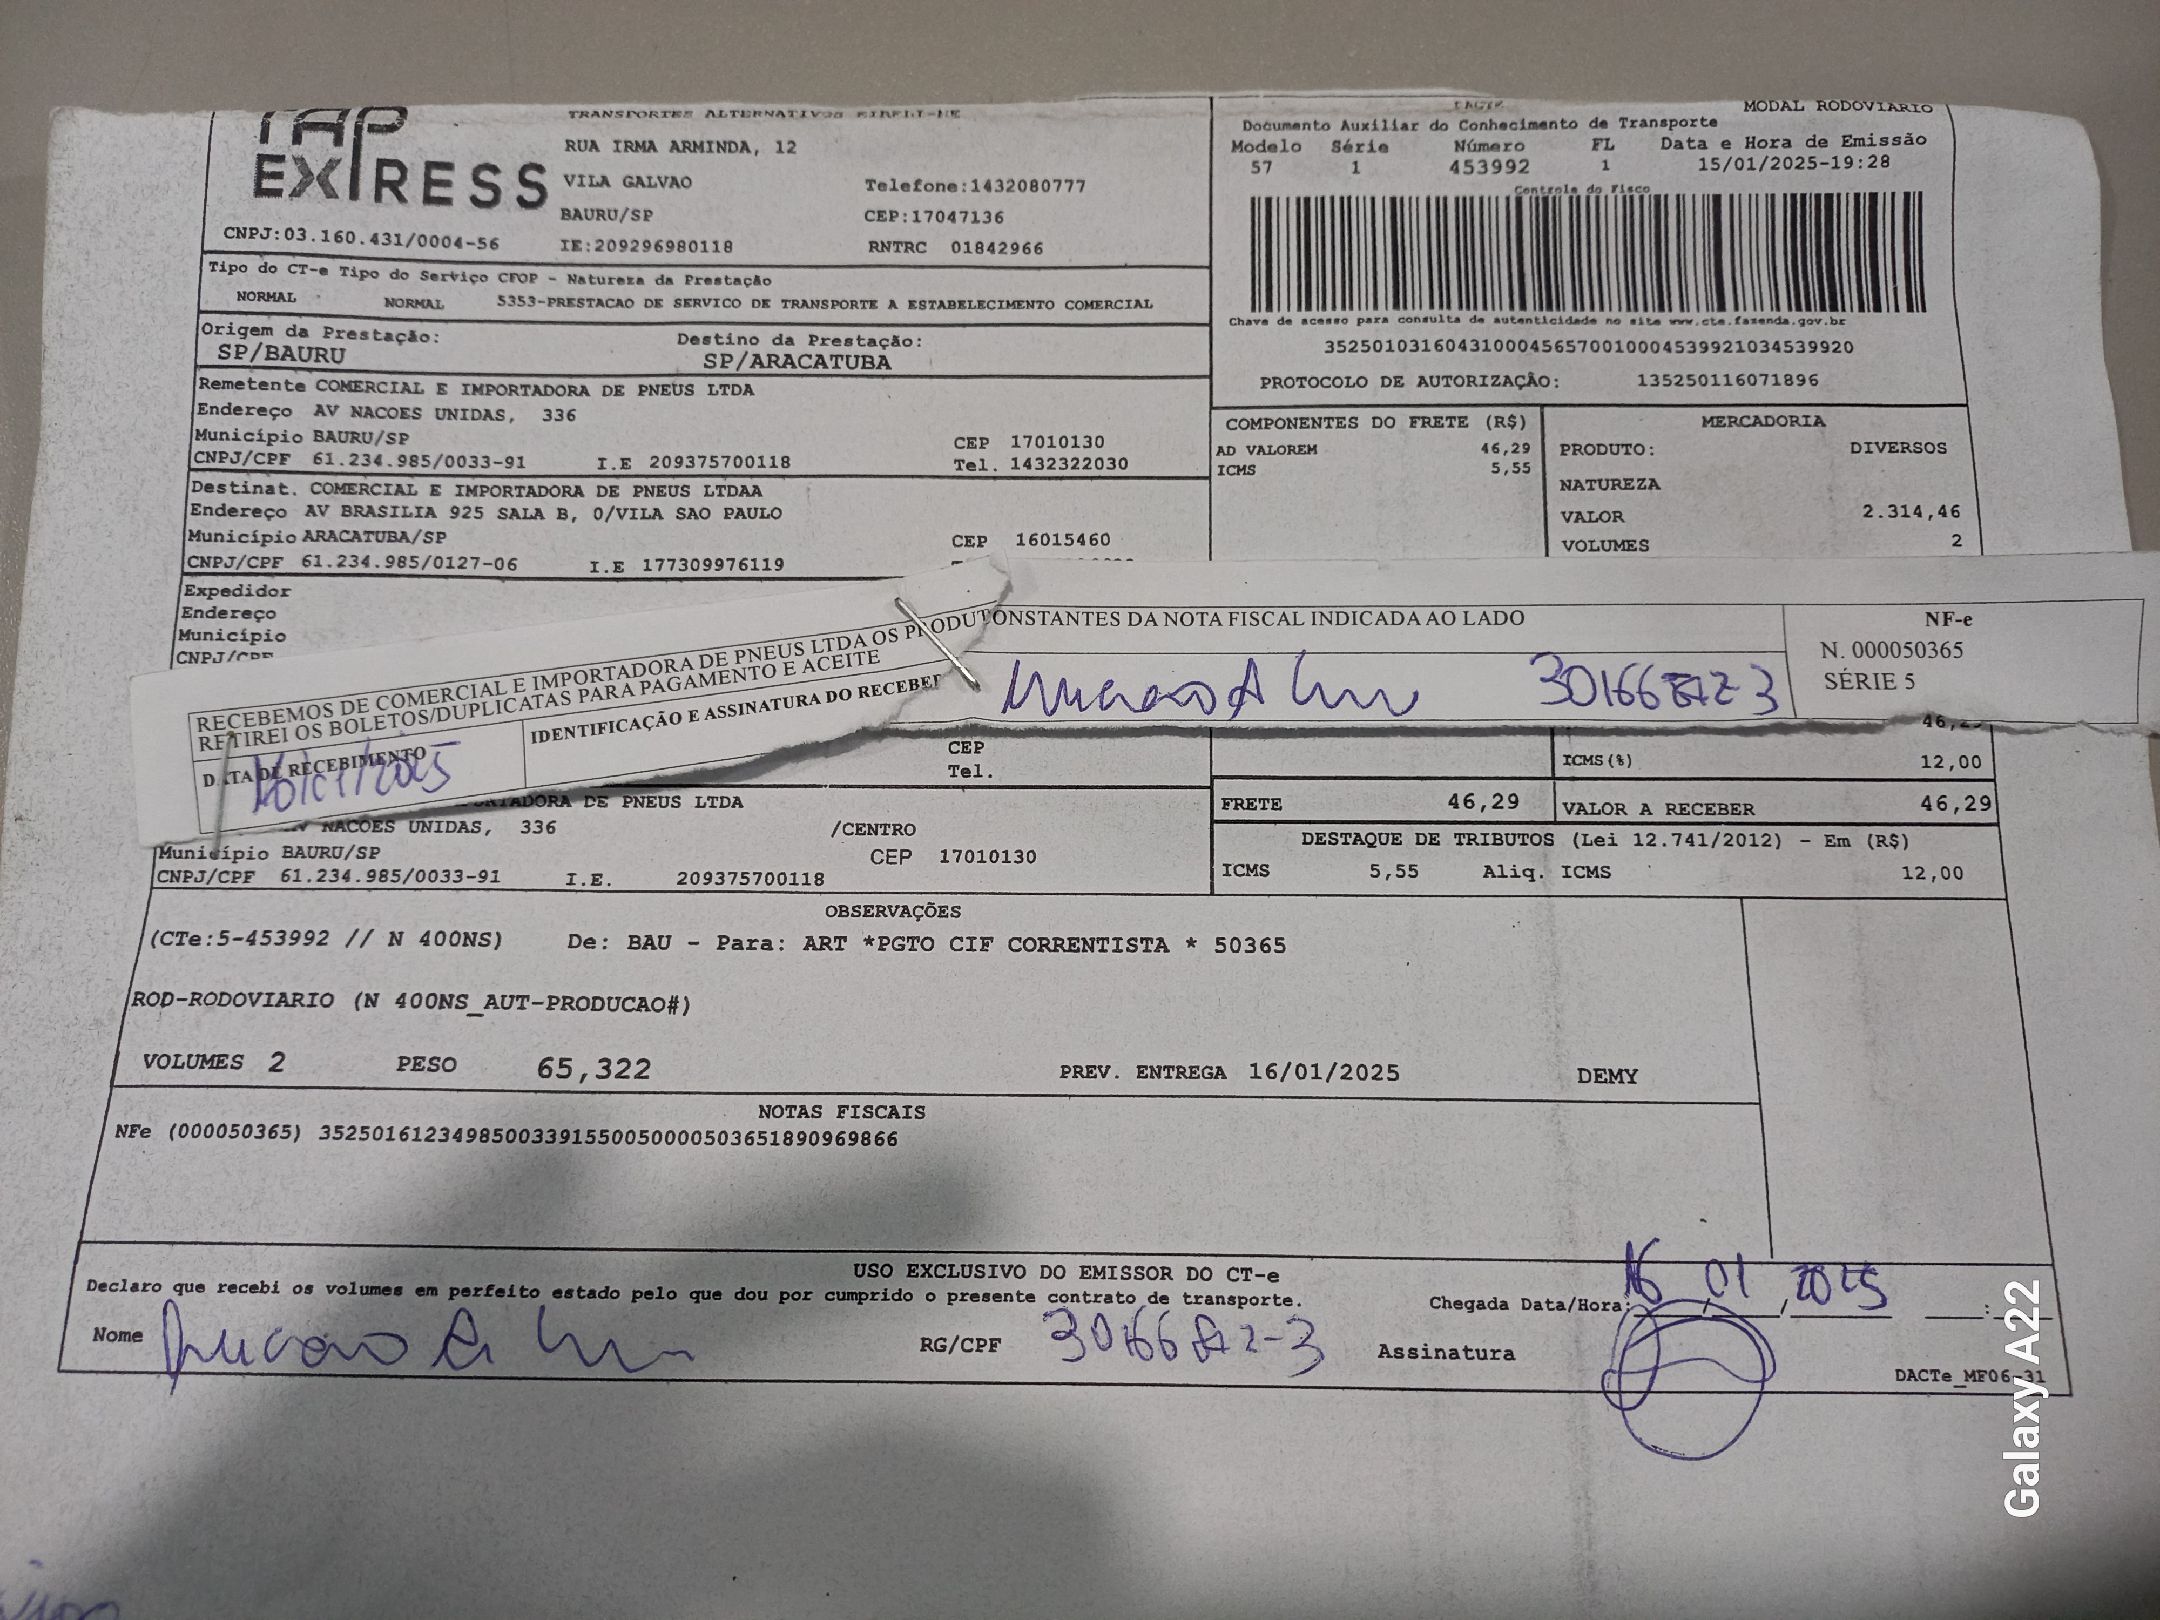 TAP
EXPRESS
TRANSPORTES ALTERNATIVOS EIRELI-ME
RUA IRMA ARMINDA, 12
VILA GALVAO Telefone:1432080777
BAURU/SP CEP:17047136
CNPJ:03.160.431/0004-56 IE:209296980118 RNTRC 01842966
DACTE MODAL RODOVIARIO
Documento Auxiliar do Conhecimento de Transporte
Modelo Série Número FL Data e Hora de Emissão
57 1 453992 1 15/01/2025-19:28
Controle do Fisco
Chave de acesso para consulta de autenticidade no site www.cte.fazenda.gov.br
35250103160431000456570010004539921034539920
PROTOCOLO DE AUTORIZAÇÃO: 135250116071896
Tipo do CT-e Tipo do Serviço CFOP - Natureza da Prestação
NORMAL NORMAL 5353-PRESTACAO DE SERVICO DE TRANSPORTE A ESTABELECIMENTO COMERCIAL
Origem da Prestação: Destino da Prestação:
SP/BAURU SP/ARACATUBA
Remetente COMERCIAL E IMPORTADORA DE PNEUS LTDA
Endereço AV NACOES UNIDAS, 336
Município BAURU/SP CEP 17010130
CNPJ/CPF 61.234.985/0033-91 I.E 209375700118 Tel. 1432322030
Destinat. COMERCIAL E IMPORTADORA DE PNEUS LTDAA
Endereço AV BRASILIA 925 SALA B, 0/VILA SAO PAULO
Município ARACATUBA/SP CEP 16015460
CNPJ/CPF 61.234.985/0127-06 I.E 177309976119
COMPONENTES DO FRETE (R$) MERCADORIA
AD VALOREM 46,29 PRODUTO: DIVERSOS
ICMS 5,55 NATUREZA
VALOR 2.314,46
VOLUMES 2
Expedidor
Endereço
Município
CNPJ/CPF
RECEBEMOS DE COMERCIAL E IMPORTADORA DE PNEUS LTDA OS PRODUTONSTANTES DA NOTA FISCAL INDICADA AO LADO
RETIREI OS BOLETOS/DUPLICATAS PARA PAGAMENTO E ACEITE
DATA DE RECEBIMENTO IDENTIFICAÇÃO E ASSINATURA DO RECEBE
16/01/2025
NF-e
N. 000050365
SÉRIE 5
CEP
Tel.
46,29
ICMS(%) 12,00
FRETE 46,29 VALOR A RECEBER 46,29
DESTAQUE DE TRIBUTOS (Lei 12.741/2012) - Em (R$)
ICMS 5,55 Aliq. ICMS 12,00
ORTADORA DE PNEUS LTDA
AV NACOES UNIDAS, 336 /CENTRO
Município BAURU/SP CEP 17010130
CNPJ/CPF 61.234.985/0033-91 I.E. 209375700118
OBSERVAÇÕES
(CTe:5-453992 // N 400NS) De: BAU - Para: ART *PGTO CIF CORRENTISTA * 50365
ROD-RODOVIARIO (N 400NS_AUT-PRODUCAO#)
VOLUMES 2 PESO 65,322 PREV. ENTREGA 16/01/2025 DEMY
NOTAS FISCAIS
NFe (000050365) 35250161234985003391550050000503651890969866
USO EXCLUSIVO DO EMISSOR DO CT-e
Declaro que recebi os volumes em perfeito estado pelo que dou por cumprido o presente contrato de transporte.
Chegada Data/Hora: 16 / 01 / 2025 :
Nome RG/CPF Assinatura
DACTe_MF06-31
Galaxy A22